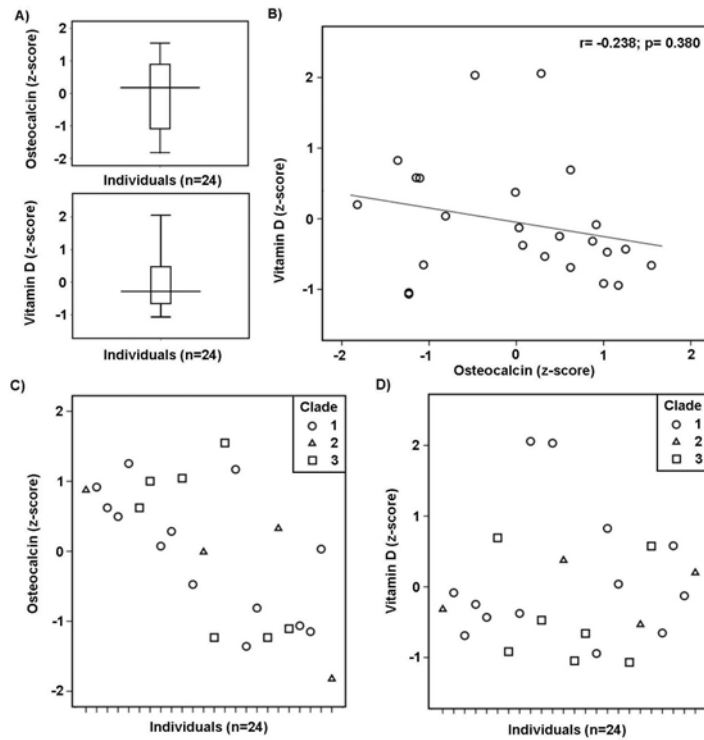 A)
Osteocalcin (z-score)
2
1
0
-1
-2
Individuals (n=24)
Vitamin D (z-score)
2
1
0
-1
Individuals (n=24)
B)
r= -0.238; p= 0.380
Vitamin D (z-score)
2
1
0
-1
-2 -1 0 1 2
Osteocalcin (z-score)
C)
Clade
1
2
3
Osteocalcin (z-score)
2
1
0
-1
-2
Individuals (n=24)
D)
Clade
1
2
3
Vitamin D (z-score)
2
1
0
-1
Individuals (n=24)